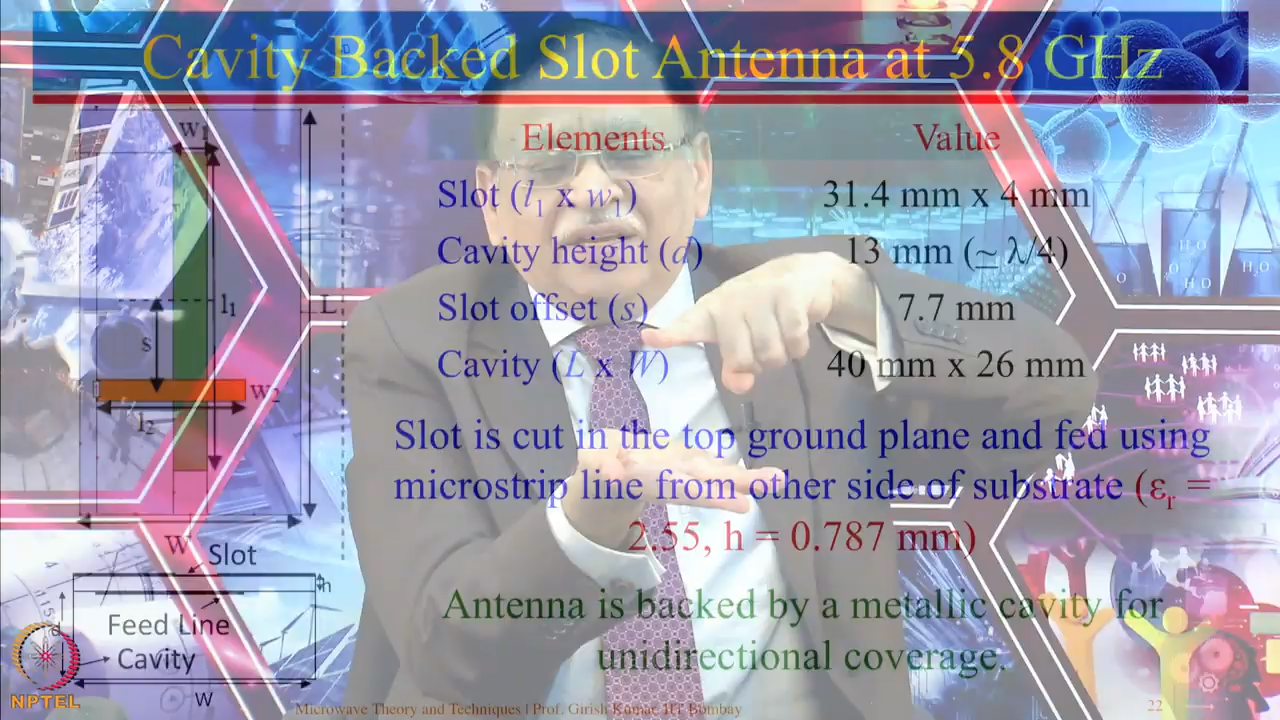 Cavity Backed Slot Antenna at 5.8 GHz
Elements Value
Slot (l1 x w1) 31.4 mm x 4 mm
Cavity height (d) 13 mm (≃ λ/4)
Slot offset (s) 7.7 mm
Cavity (L x W) 40 mm x 26 mm
Slot is cut in the top ground plane and fed using
microstrip line from other side of substrate (εr =
2.55, h = 0.787 mm)
Antenna is backed by a metallic cavity for
unidirectional coverage.
w1
l1
L
s
w2
l2
W
Slot
h
d
Feed Line
Cavity
W
NPTEL
Microwave Theory and Techniques | Prof. Girish Kumar IIT Bombay
22
H O
O
H O
H O
H O